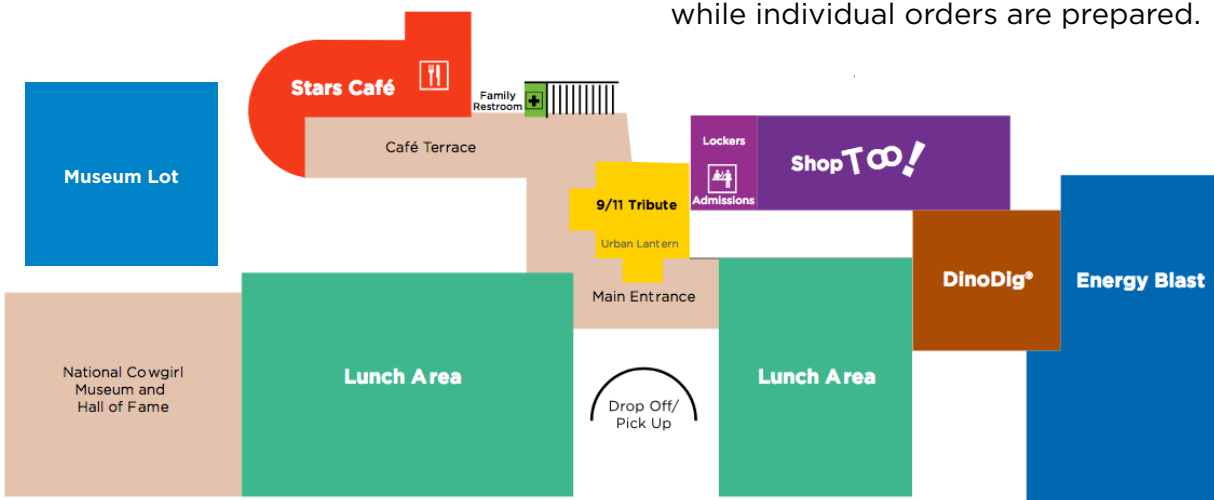 while individual orders are prepared.
Stars Café
Family
Restroom
Café Terrace
Museum Lot
Lockers
Admissions
Shop Too!
9/11 Tribute
Urban Lantern
Main Entrance
DinoDig®
Energy Blast
National Cowgirl
Museum and
Hall of Fame
Lunch Area
Drop Off/
Pick Up
Lunch Area